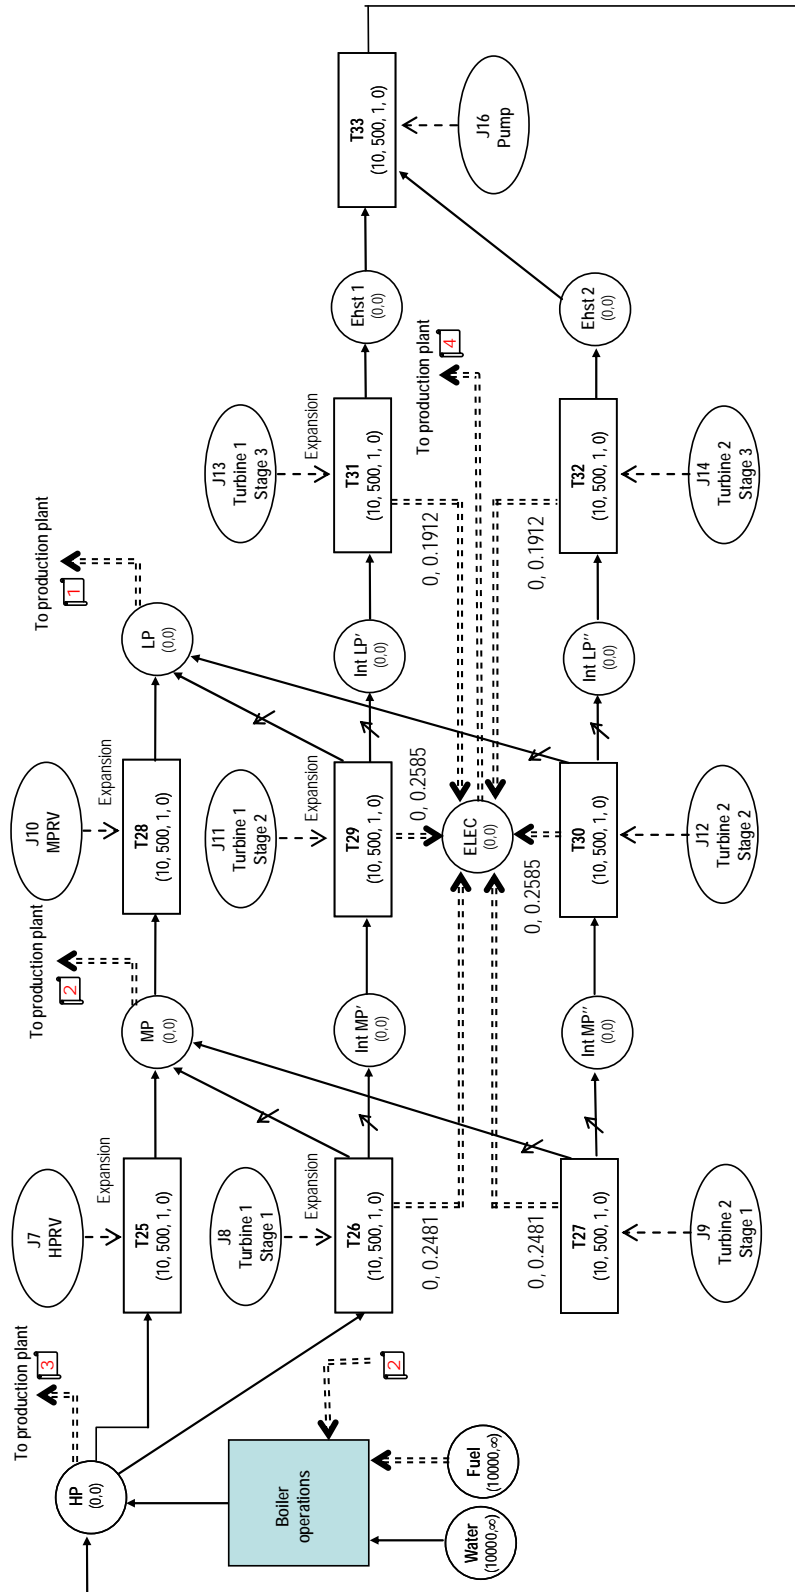 To production plant
3
HP
(0,0)
Boiler
operations
2
Water
(10000,∞)
Fuel
(10000,∞)
J7
HPRV
Expansion
T25
(10, 500, 1, 0)
J8
Turbine 1
Stage 1
Expansion
T26
(10, 500, 1, 0)
0, 0.2481
0, 0.2481
T27
(10, 500, 1, 0)
J9
Turbine 2
Stage 1
To production plant
2
MP
(0,0)
Int MP'
(0,0)
Int MP''
(0,0)
J10
MPRV
Expansion
T28
(10, 500, 1, 0)
J11
Turbine 1
Stage 2
Expansion
T29
(10, 500, 1, 0)
0, 0.2585
ELEC
(0,0)
0, 0.2585
T30
(10, 500, 1, 0)
J12
Turbine 2
Stage 2
To production plant
1
LP
(0,0)
Int LP'
(0,0)
Int LP''
(0,0)
J13
Turbine 1
Stage 3
Expansion
T31
(10, 500, 1, 0)
0, 0.1912
0, 0.1912
T32
(10, 500, 1, 0)
J14
Turbine 2
Stage 3
To production plant
4
Ehst 1
(0,0)
Ehst 2
(0,0)
T33
(10, 500, 1, 0)
J16
Pump